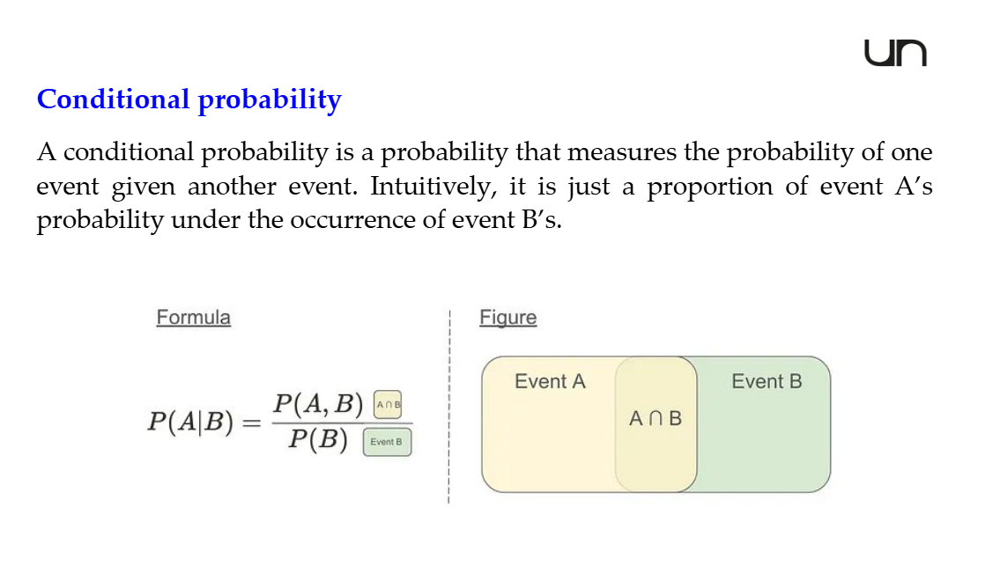 un
Conditional probability
A conditional probability is a probability that measures the probability of one
event given another event. Intuitively, it is just a proportion of event A’s
probability under the occurrence of event B’s.
Formula
P(A|B) = P(A, B) / P(B)
A ∩ B
Event B
Figure
Event A
A ∩ B
Event B